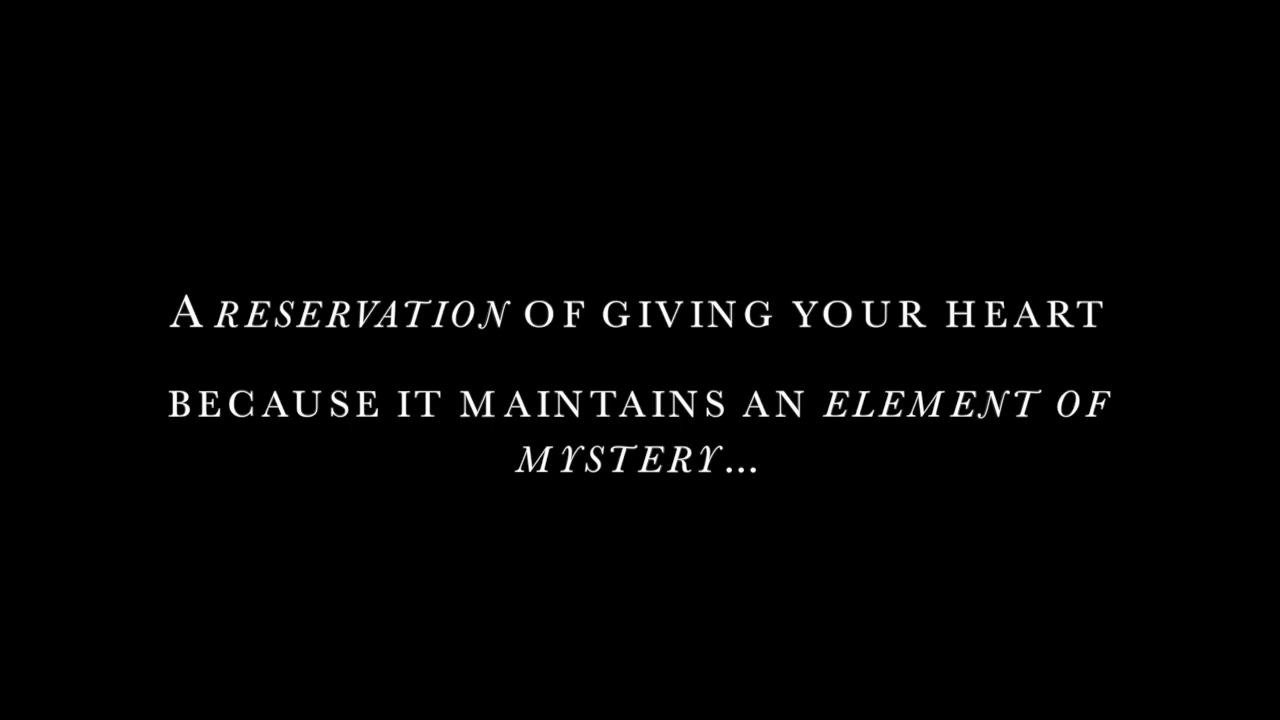 A RESERVATION OF GIVING YOUR HEART
BECAUSE IT MAINTAINS AN ELEMENT OF
MYSTERY...